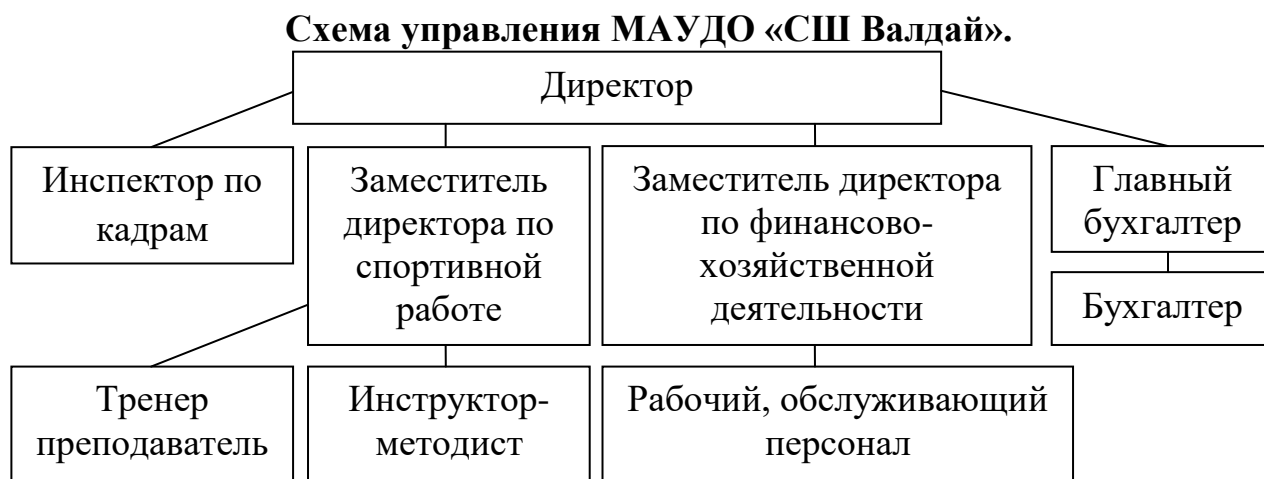 Схема управления МАУДО «СШ Валдай».
Директор
Инспектор по
кадрам
Заместитель
директора по
спортивной
работе
Заместитель директора
по финансово-
хозяйственной
деятельности
Главный
бухгалтер
Бухгалтер
Тренер
преподаватель
Инструктор-
методист
Рабочий, обслуживающий
персонал